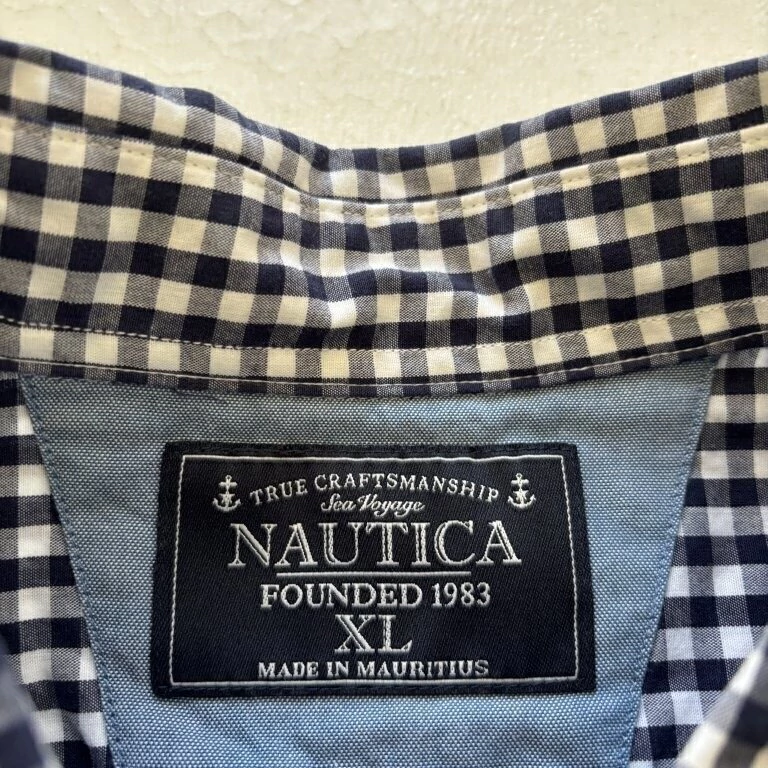 TRUE CRAFTSMANSHIP
Sea Voyage
NAUTICA
FOUNDED 1983
XL
MADE IN MAURITIUS